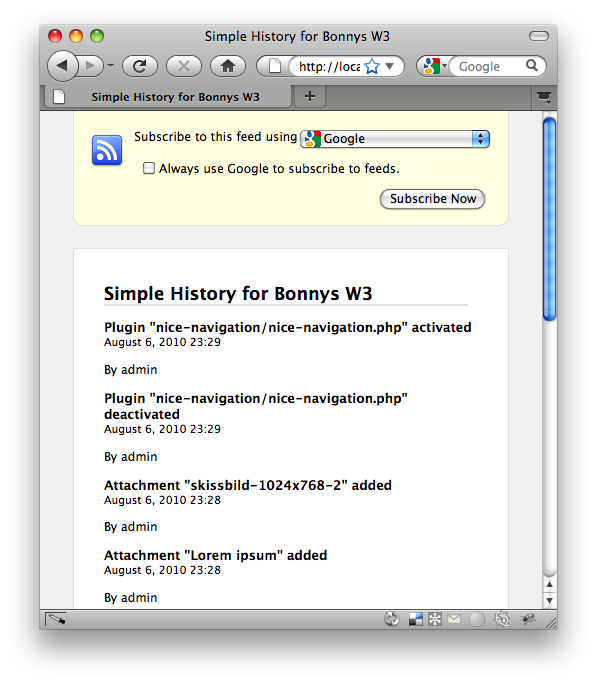 Simple History for Bonnys W3
http://loca
Google
Simple History for Bonnys W3
Subscribe to this feed using Google
Always use Google to subscribe to feeds.
Subscribe Now
Simple History for Bonnys W3
Plugin "nice-navigation/nice-navigation.php" activated
August 6, 2010 23:29
By admin
Plugin "nice-navigation/nice-navigation.php"
deactivated
August 6, 2010 23:29
By admin
Attachment "skissbild-1024x768-2" added
August 6, 2010 23:28
By admin
Attachment "Lorem ipsum" added
August 6, 2010 23:28
By admin